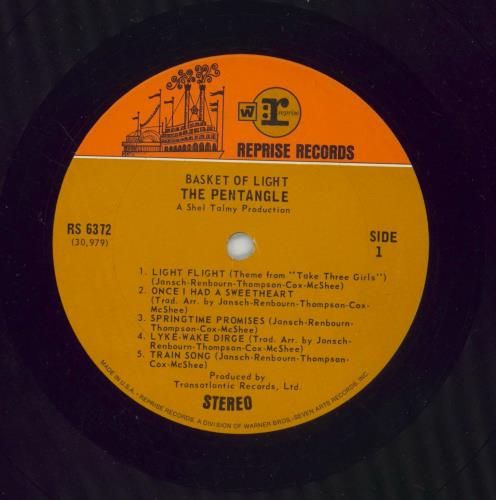 W
r
reprise
REPRISE RECORDS
BASKET OF LIGHT
THE PENTANGLE
A Shel Talmy Production
RS 6372
(30,979)
SIDE
1
1. LIGHT FLIGHT (Theme from "Take Three Girls")
(Jansch-Renbourn-Thompson-Cox-McShee)
2. ONCE I HAD A SWEETHEART
(Trad. Arr. by Jansch-Renbourn-Thompson-Cox-
McShee)
3. SPRINGTIME PROMISES (Jansch-Renbourn-
Thompson-Cox-McShee)
4. LYKE-WAKE DIRGE (Trad. Arr. by Jansch-
Renbourn-Thompson-Cox-McShee)
5. TRAIN SONG (Jansch-Renbourn-Thompson-
Cox-McShee)
Produced by
Transatlantic Records, Ltd.
STEREO
MADE IN U.S.A. • REPRISE RECORDS, A DIVISION OF WARNER BROS.-SEVEN ARTS RECORDS, INC.